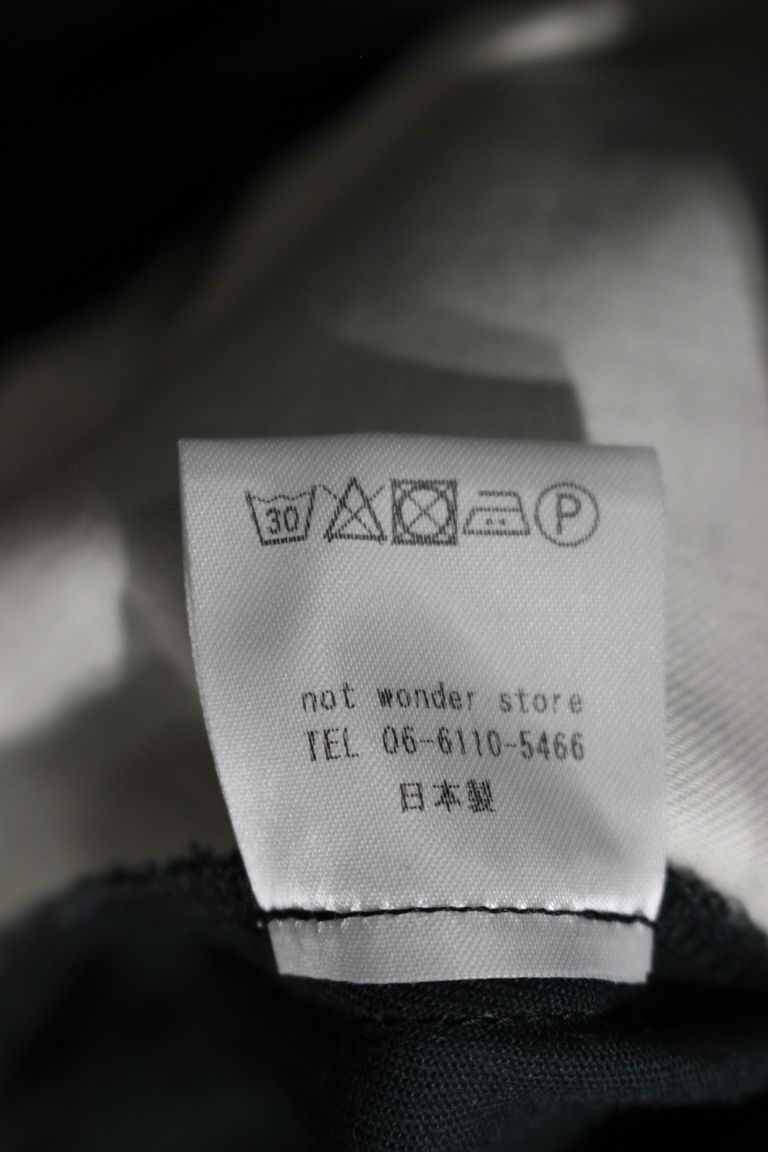 30 P
not wonder store
TEL 06-6110-5466
日本製